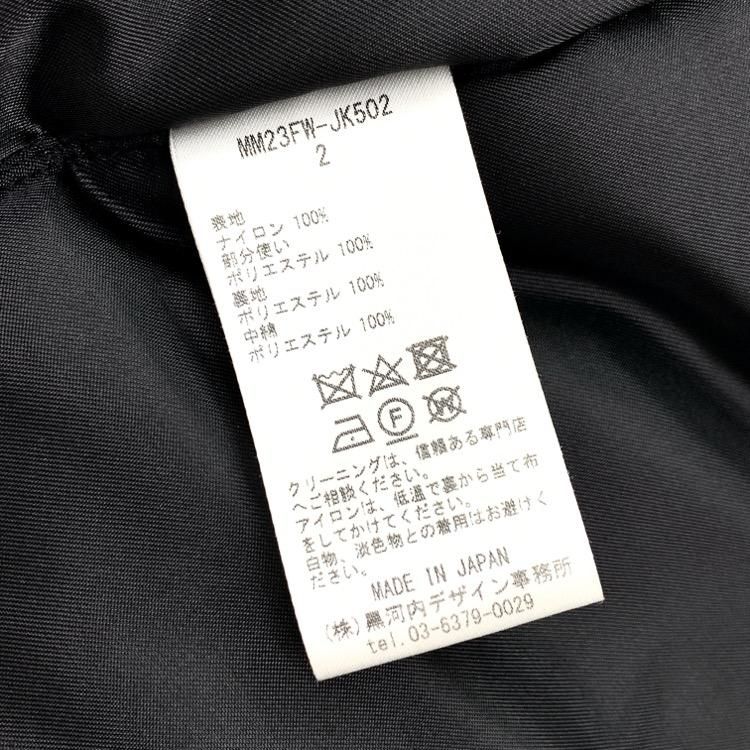 MM23FW-JK502
2
表地
ナイロン 100%
部分使い
ポリエステル 100%
裏地
ポリエステル 100%
中綿
ポリエステル 100%
F
W
クリーニングは、信頼ある専門店
へご相談ください。
アイロンは、低温で裏から当て布
をしてかけてください。
白物、淡色物との着用はお避けく
ださい。
MADE IN JAPAN
(株)黒河内デザイン事務所
tel.03-6379-0029